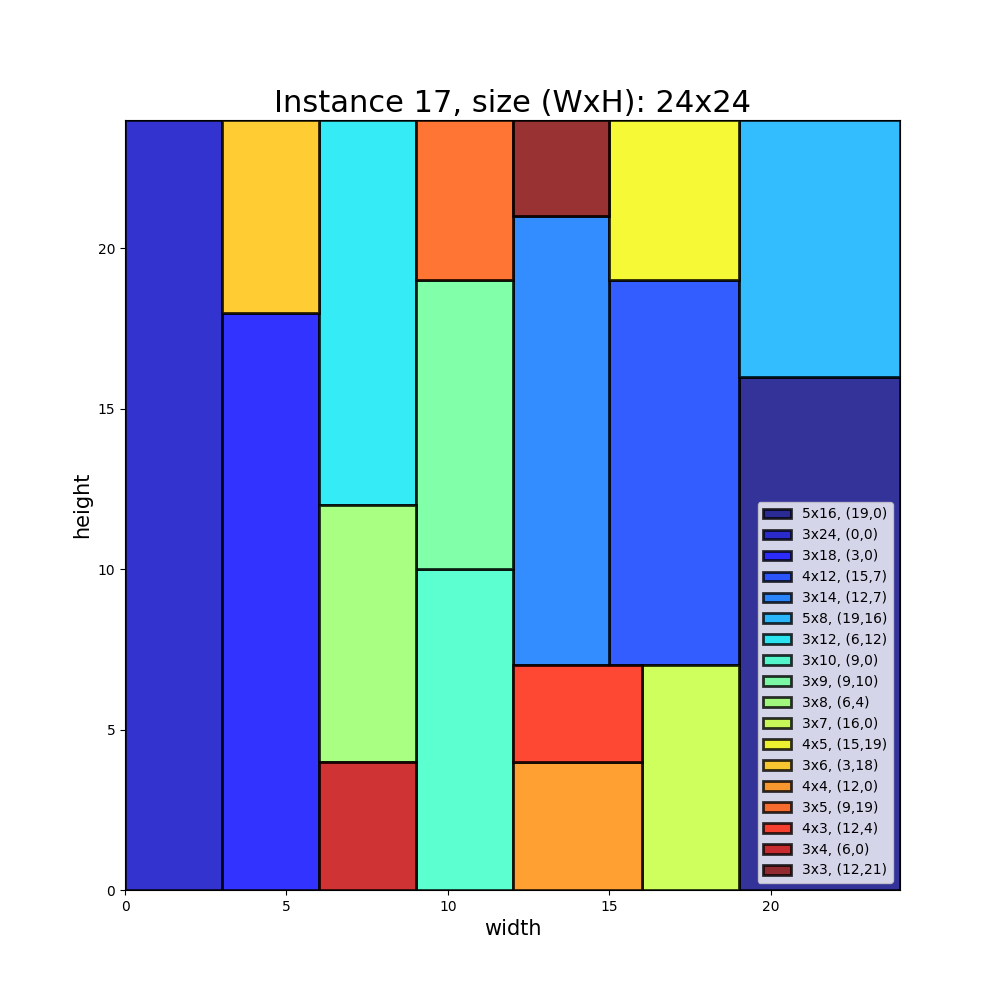 Instance 17, size (WxH): 24x24
height
20
15
10
5
0
0 5 10 15 20
width
5x16, (19,0)
3x24, (0,0)
3x18, (3,0)
4x12, (15,7)
3x14, (12,7)
5x8, (19,16)
3x12, (6,12)
3x10, (9,0)
3x9, (9,10)
3x8, (6,4)
3x7, (16,0)
4x5, (15,19)
3x6, (3,18)
4x4, (12,0)
3x5, (9,19)
4x3, (12,4)
3x4, (6,0)
3x3, (12,21)